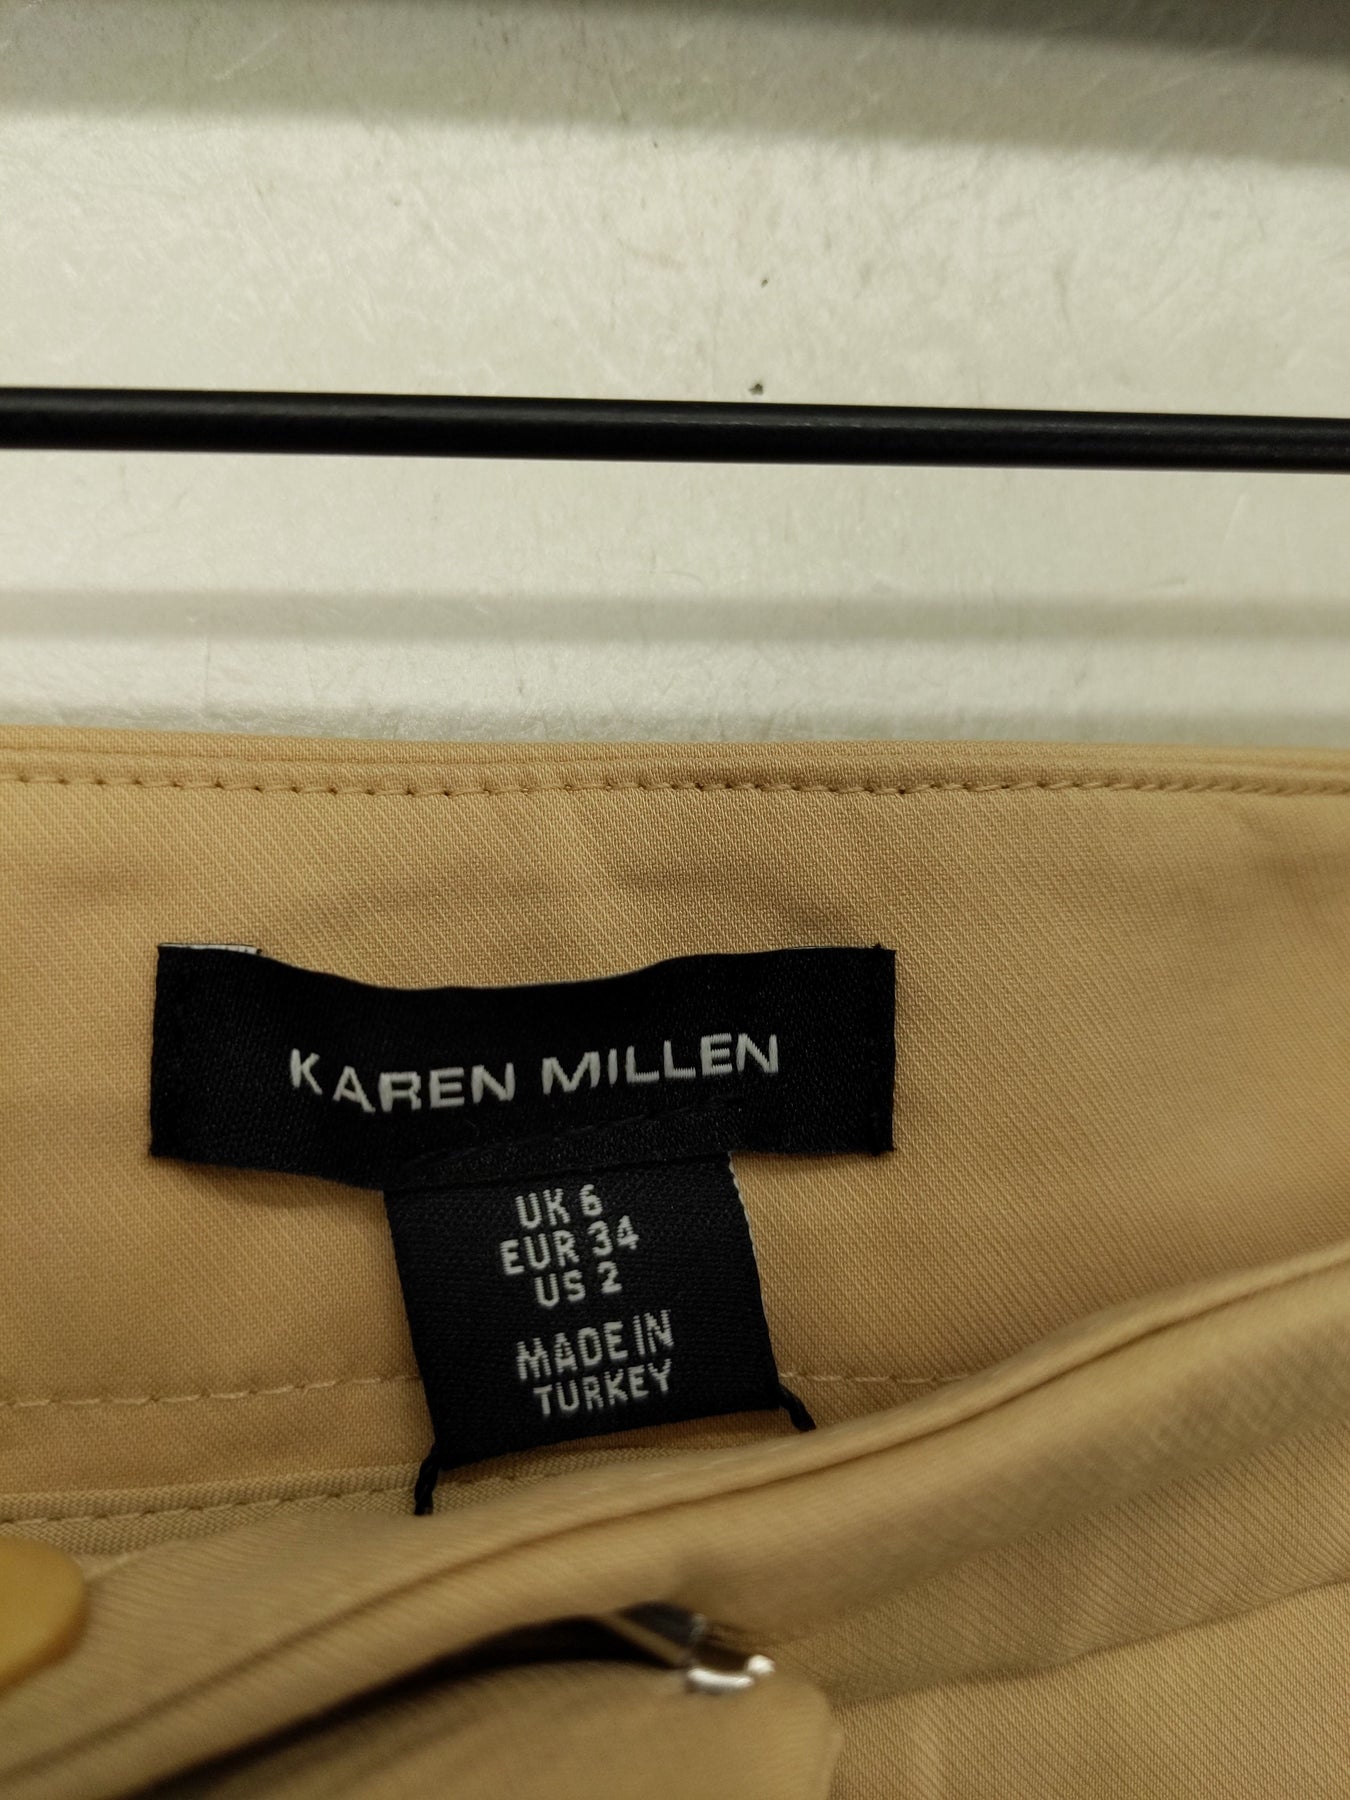 KAREN MILLEN
UK 6
EUR 34
US 2
MADE IN
TURKEY